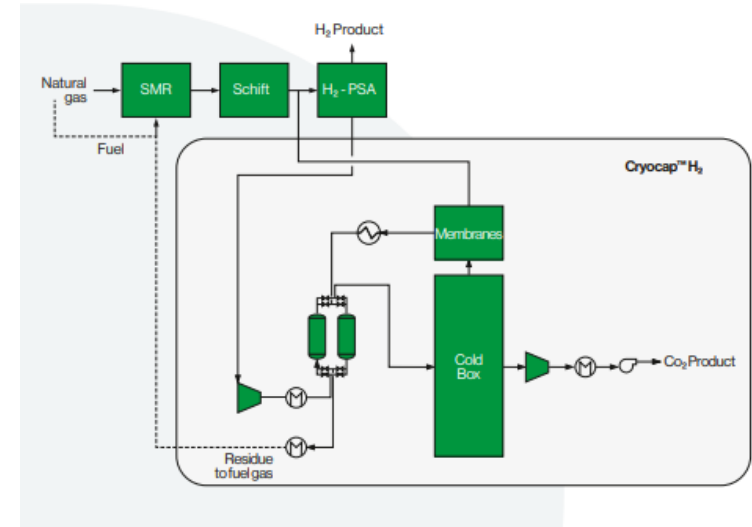 H₂ Product
Natural
gas
SMR
Schift
H₂ - PSA
Fuel
Cryocap™ H₂
Membranes
Cold
Box
Co₂ Product
Residue
to fuel gas